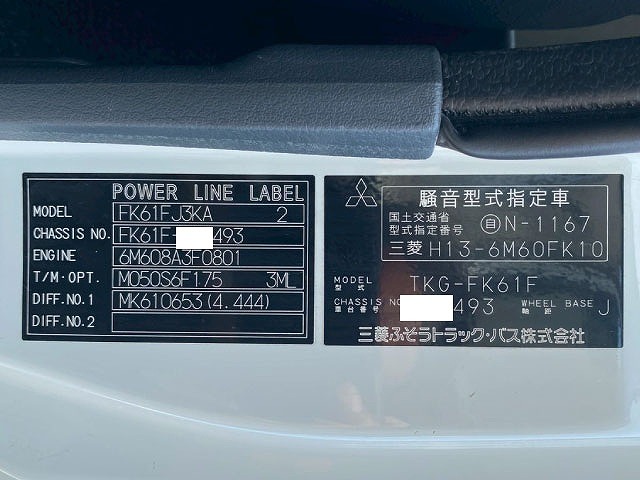 POWER LINE LABEL
MODEL FK61FJ3KA 2
CHASSIS NO. FK61F- 493
ENGINE 6M608A3F0801
T/M・OPT. M050S6F175 3ML
DIFF.NO.1 MK610653(4.444)
DIFF.NO.2
騒音型式指定車
国土交通省
型式指定番号 自N-1167
三菱 H13-6M60FK10
MODEL
型式 TKG-FK61F
CHASSIS NO.
車台番号 493 WHEEL BASE
軸距 J
三菱ふそうトラック・バス株式会社